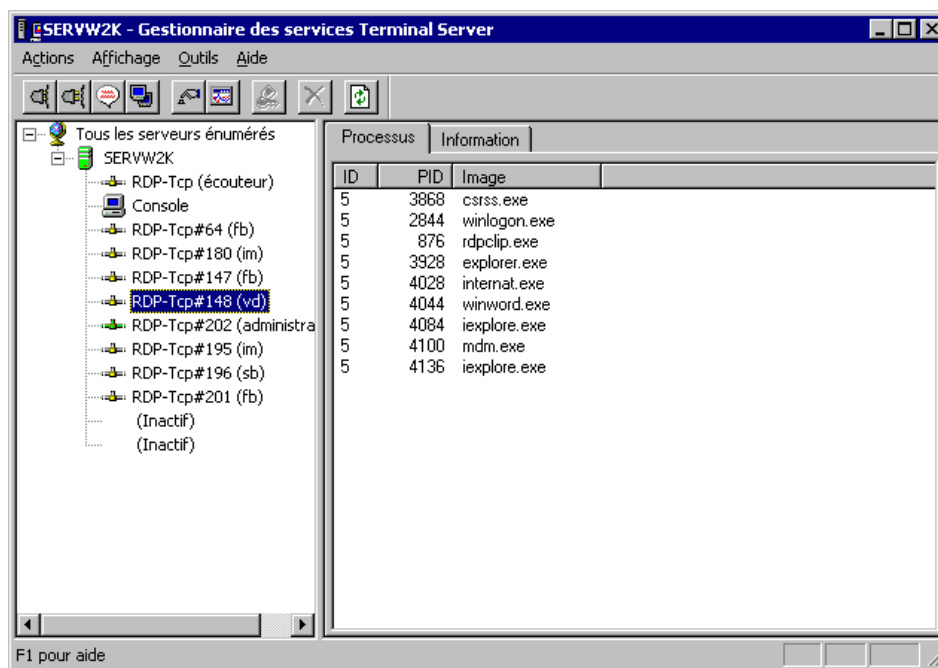 SERVW2K - Gestionnaire des services Terminal Server
Actions Affichage Outils Aide
Tous les serveurs énumérés
SERVW2K
RDP-Tcp (écouteur)
Console
RDP-Tcp#64 (fb)
RDP-Tcp#180 (im)
RDP-Tcp#147 (fb)
RDP-Tcp#148 (vd)
RDP-Tcp#202 (administra
RDP-Tcp#195 (im)
RDP-Tcp#196 (sb)
RDP-Tcp#201 (fb)
(Inactif)
(Inactif)
Processus Information
ID PID Image
5 3868 csrss.exe
5 2844 winlogon.exe
5 876 rdpclip.exe
5 3928 explorer.exe
5 4028 internat.exe
5 4044 winword.exe
5 4084 iexplore.exe
5 4100 mdm.exe
5 4136 iexplore.exe
F1 pour aide